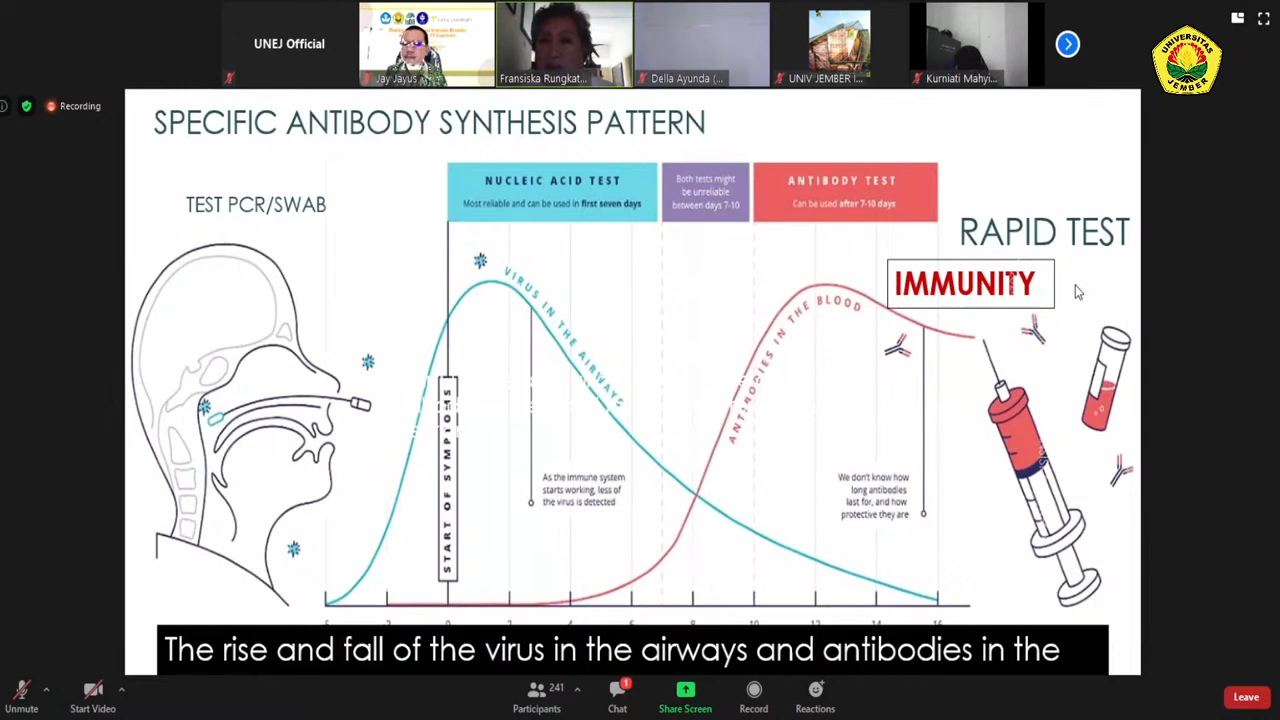 UNEJ Official
Jay Jayus
Fransiska Rungkat...
Della Ayunda (...
UNIV JEMBER I...
Kurniati Mahyi...
UNIVERSITAS JEMBER
Recording
SPECIFIC ANTIBODY SYNTHESIS PATTERN
TEST PCR/SWAB
NUCLEIC ACID TEST
Most reliable and can be used in first seven days
Both tests might
be unreliable
between days 7-10
ANTIBODY TEST
Can be used after 7-10 days
RAPID TEST
IMMUNITY
VIRUS IN THE AIRWAYS
ANTIBODIES IN THE BLOOD
START OF SYMPTOMS
As the immune system
starts working, less of
the virus is detected
We don't know how
long antibodies
last for, and how
protective they are
The rise and fall of the virus in the airways and antibodies in the
Unmute
Start Video
241
Participants
1
Chat
Share Screen
Record
Reactions
Leave